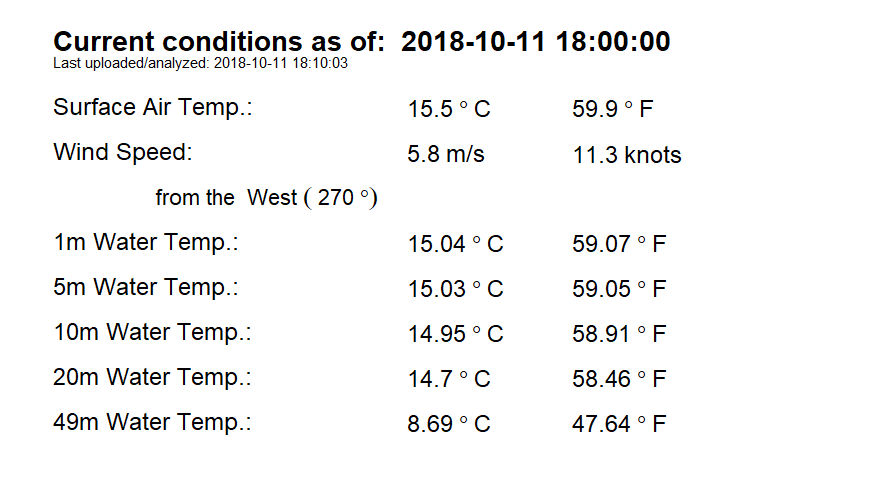 Current conditions as of: 2018-10-11 18:00:00
Last uploaded/analyzed: 2018-10-11 18:10:03
Surface Air Temp.: 15.5 ° C 59.9 ° F
Wind Speed: 5.8 m/s 11.3 knots
from the West ( 270 °)
1m Water Temp.: 15.04 ° C 59.07 ° F
5m Water Temp.: 15.03 ° C 59.05 ° F
10m Water Temp.: 14.95 ° C 58.91 ° F
20m Water Temp.: 14.7 ° C 58.46 ° F
49m Water Temp.: 8.69 ° C 47.64 ° F